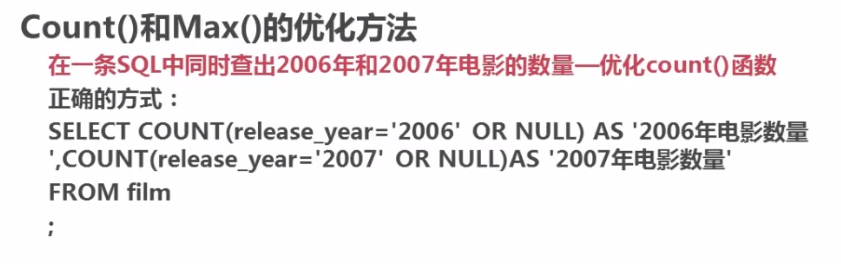 Count()和Max()的优化方法
在一条SQL中同时查出2006年和2007年电影的数量—优化count()函数
正确的方式：
SELECT COUNT(release_year='2006' OR NULL) AS '2006年电影数量
',COUNT(release_year='2007' OR NULL)AS '2007年电影数量'
FROM film
;